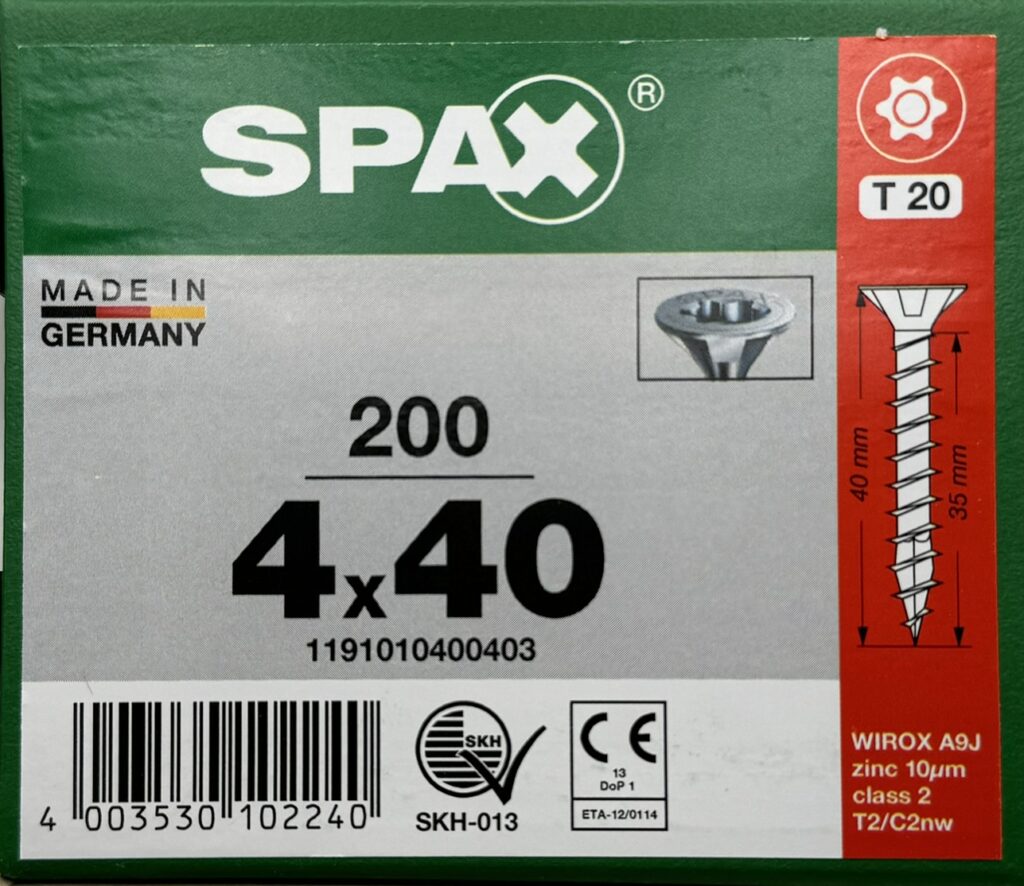 SPAX®
T 20
MADE IN
GERMANY
200
4x40
1191010400403
40 mm
35 mm
4 003530 102240
SKH
SKH-013
CE
13
DoP 1
ETA-12/0114
WIROX A9J
zinc 10µm
class 2
T2/C2nw